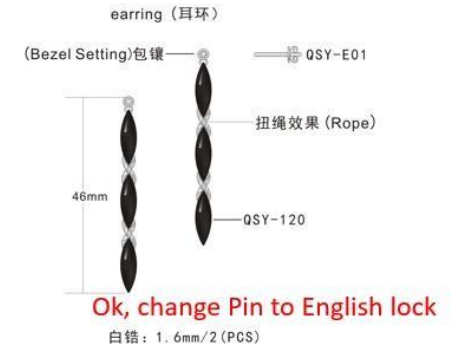 earring (耳环)
(Bezel Setting)包镶
QSY-E01
扭绳效果(Rope)
46mm
QSY-120
Ok, change Pin to English lock
白锆: 1.6mm/2(PCS)